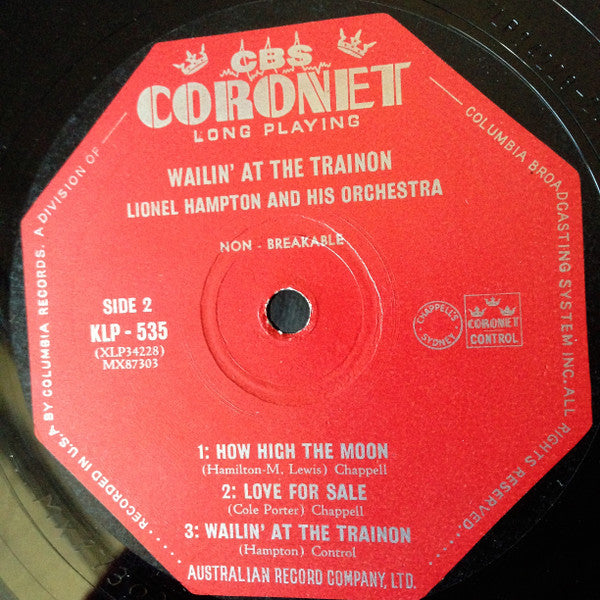 CBS
CORONET
LONG PLAYING
WAILIN' AT THE TRAINON
LIONEL HAMPTON AND HIS ORCHESTRA
NON - BREAKABLE
SIDE 2
KLP - 535
(XLP34228)
MX87303
CHAPPELL'S
SYDNEY
CORONET
CONTROL
1: HOW HIGH THE MOON
(Hamilton-M. Lewis) Chappell
2: LOVE FOR SALE
(Cole Porter) Chappell
3: WAILIN' AT THE TRAINON
(Hampton) Control
AUSTRALIAN RECORD COMPANY, LTD.
RECORDED IN U.S.A BY COLUMBIA RECORDS. A DIVISION OF
COLUMBIA BROADCASTING SYSTEM INC. ALL RIGHTS RESERVED.